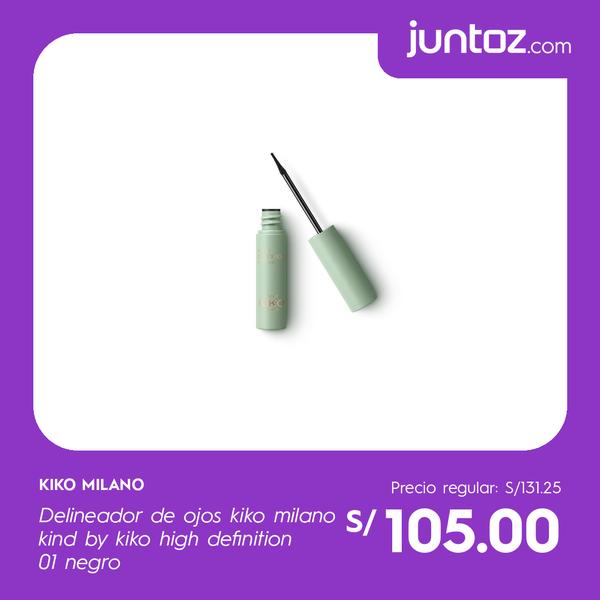 juntoz.com
KIKO MILANO
Delineador de ojos kiko milano
kind by kiko high definition
01 negro
Precio regular: S/131.25
S/105.00